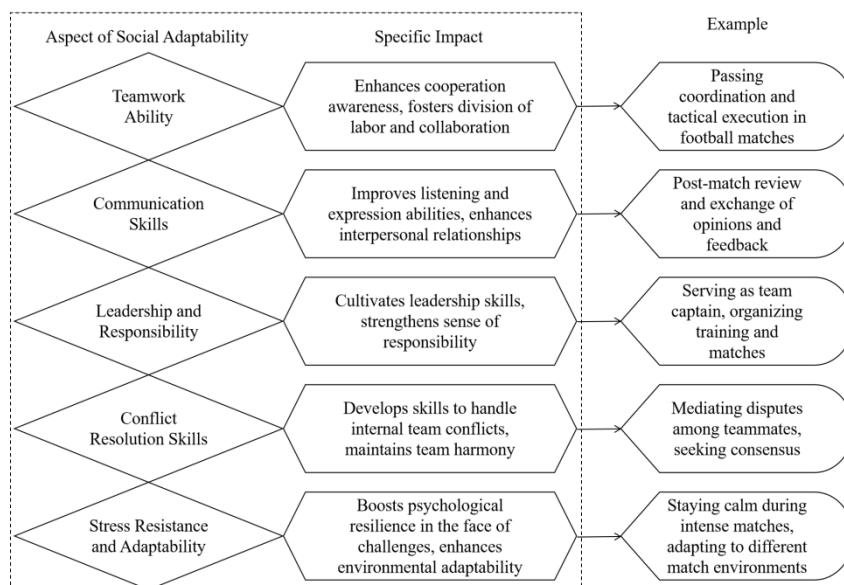 Aspect of Social Adaptability
Specific Impact
Example
Teamwork
Ability
Enhances cooperation
awareness, fosters division of
labor and collaboration
Passing
coordination and
tactical execution in
football matches
Communication
Skills
Improves listening and
expression abilities, enhances
interpersonal relationships
Post-match review
and exchange of
opinions and
feedback
Leadership and
Responsibility
Cultivates leadership skills,
strengthens sense of
responsibility
Serving as team
captain, organizing
training and
matches
Conflict
Resolution Skills
Develops skills to handle
internal team conflicts,
maintains team harmony
Mediating disputes
among teammates,
seeking consensus
Stress Resistance
and Adaptability
Boosts psychological
resilience in the face of
challenges, enhances
environmental adaptability
Staying calm during
intense matches,
adapting to different
match environments